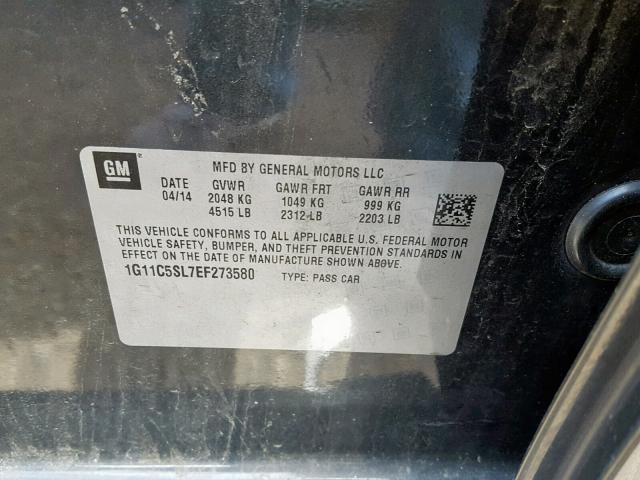 GM
MFD BY GENERAL MOTORS LLC
DATE GVWR GAWR FRT GAWR RR
04/14 2048 KG 1049 KG 999 KG
4515 LB 2312 LB 2203 LB
THIS VEHICLE CONFORMS TO ALL APPLICABLE U.S. FEDERAL MOTOR
VEHICLE SAFETY, BUMPER, AND THEFT PREVENTION STANDARDS IN
EFFECT ON THE DATE OF MANUFACTURE SHOWN ABOVE.
1G11C5SL7EF273580 TYPE: PASS CAR